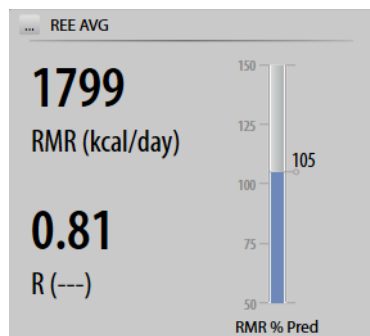 ... REE AVG
1799
RMR (kcal/day)
0.81
R (---)
150
125
105
100
75
50
RMR % Pred